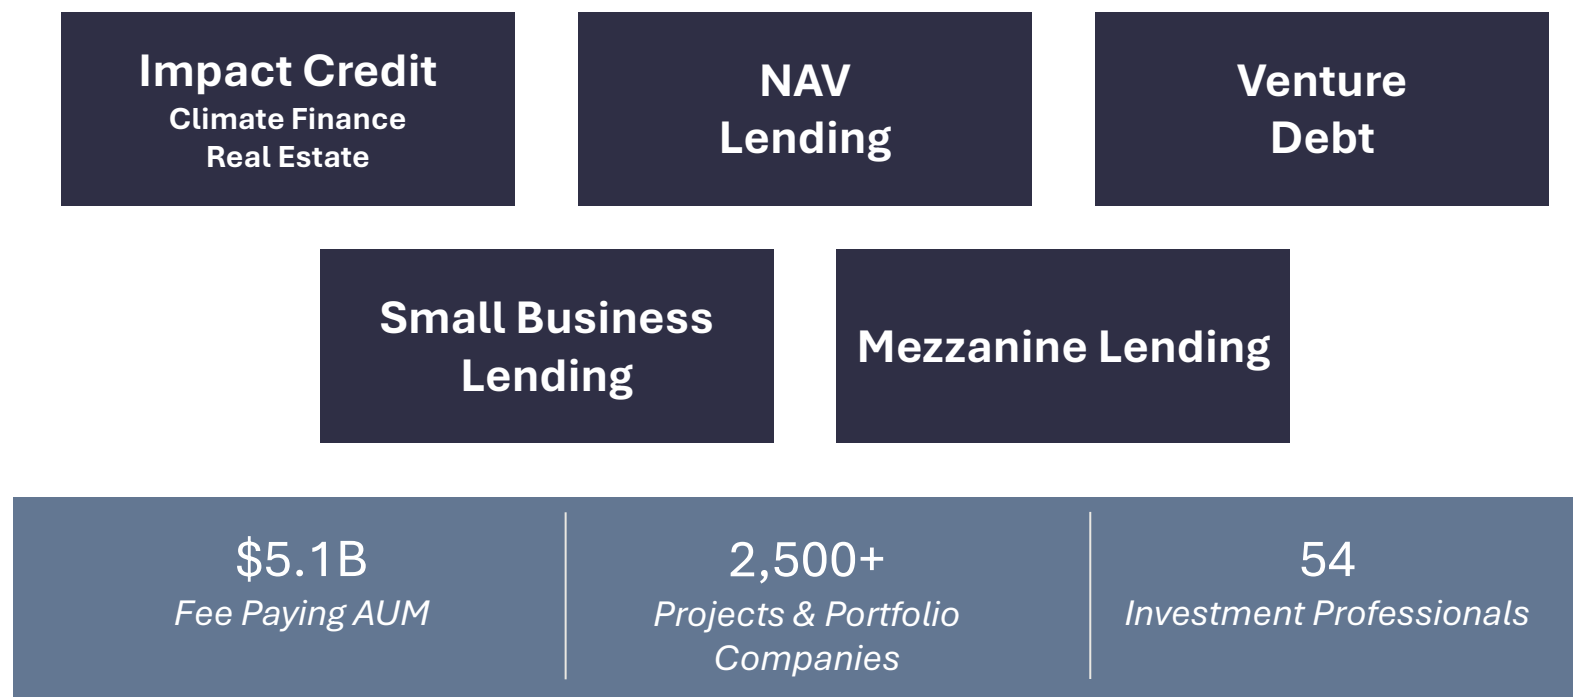 Impact Credit
Climate Finance
Real Estate
NAV
Lending
Venture
Debt
Small Business
Lending
Mezzanine Lending
$5.1B
Fee Paying AUM
2,500+
Projects & Portfolio
Companies
54
Investment Professionals